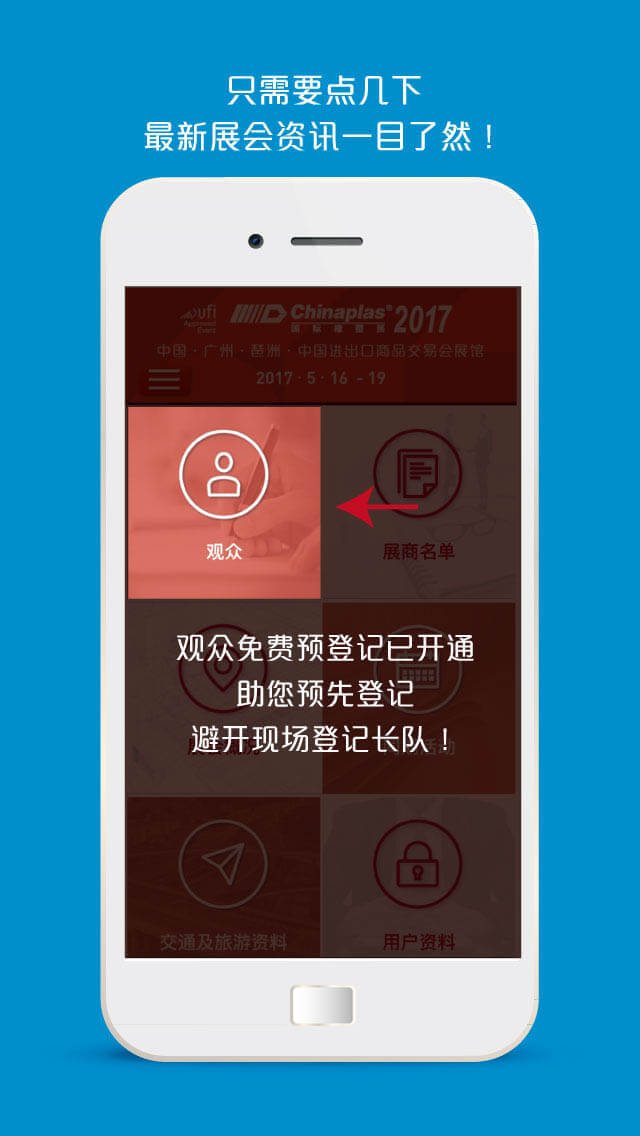 只需要点几下
最新展会资讯一目了然！
ufi
Approved
Event
Chinaplas® 2017
国际橡塑展
中国·广州·琶洲·中国进出口商品交易会展馆
2017·5·16 -19
观众
展商名单
观众免费预登记已开通
助您预先登记
避开现场登记长队！
活动
交通及旅游资料
用户资料